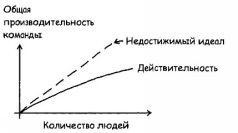 Общая
производительность
команды
Недостижимый идеал
Действительность
Количество людей